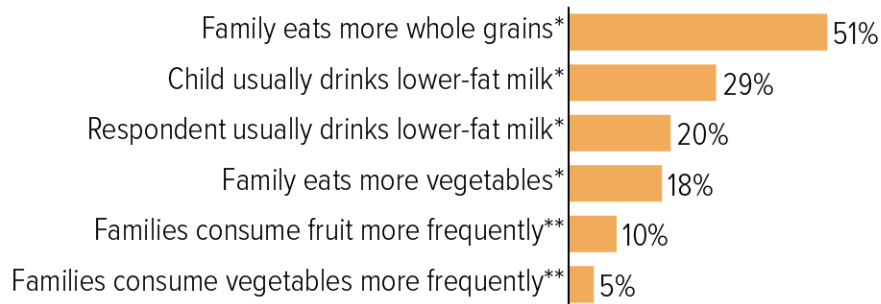 Family eats more whole grains* 51%
Child usually drinks lower-fat milk* 29%
Respondent usually drinks lower-fat milk* 20%
Family eats more vegetables* 18%
Families consume fruit more frequently** 10%
Families consume vegetables more frequently** 5%